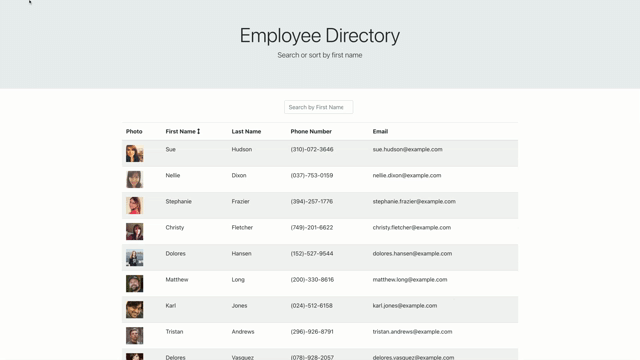 Employee Directory
Search or sort by first name
Search by First Name
Photo First Name Last Name Phone Number Email
Sue Hudson (310)-072-3646 sue.hudson@example.com
Nellie Dixon (037)-753-0159 nellie.dixon@example.com
Stephanie Frazier (394)-257-1776 stephanie.frazier@example.com
Christy Fletcher (749)-201-6622 christy.fletcher@example.com
Dolores Hansen (152)-527-9544 dolores.hansen@example.com
Matthew Long (200)-330-8616 matthew.long@example.com
Karl Jones (024)-512-6158 karl.jones@example.com
Tristan Andrews (296)-926-8791 tristan.andrews@example.com
Delores Vasquez (078)-928-2057 delores.vasquez@example.com